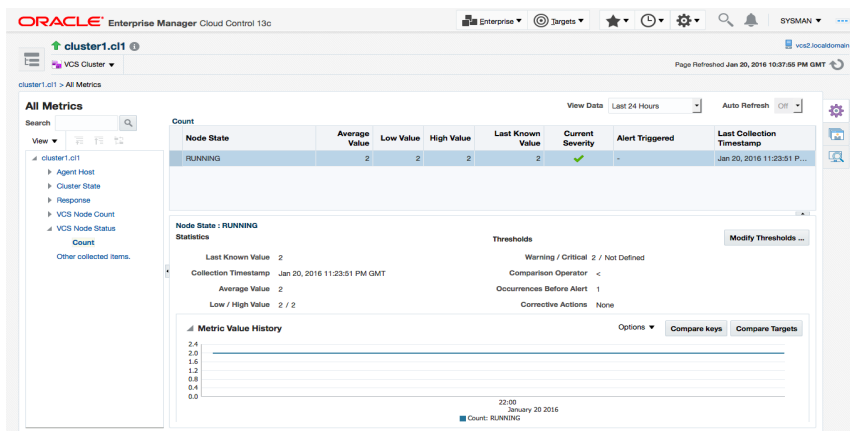 ORACLE® Enterprise Manager Cloud Control 13c
Enterprise Targets SYSMAN
cluster1.cl1
vcs2.localdomain
VCS Cluster
Page Refreshed Jan 20, 2016 10:37:55 PM GMT
cluster1.cl1 > All Metrics
All Metrics
View Data Last 24 Hours Auto Refresh Off
Search
View
cluster1.cl1
Agent Host
Cluster State
Response
VCS Node Count
VCS Node Status
Count
Other collected items.
Count
Node State Average Value Low Value High Value Last Known Value Current Severity Alert Triggered Last Collection Timestamp
RUNNING 2 2 2 2 - Jan 20, 2016 11:23:51 P...
Node State : RUNNING
Statistics
Last Known Value 2
Collection Timestamp Jan 20, 2016 11:23:51 PM GMT
Average Value 2
Low / High Value 2 / 2
Thresholds
Modify Thresholds ...
Warning / Critical 2 / Not Defined
Comparison Operator <
Occurrences Before Alert 1
Corrective Actions None
Metric Value History
Options Compare keys Compare Targets
2.4
2.0
1.6
1.2
0.8
0.4
0.0
22:00
January 20 2016
Count: RUNNING